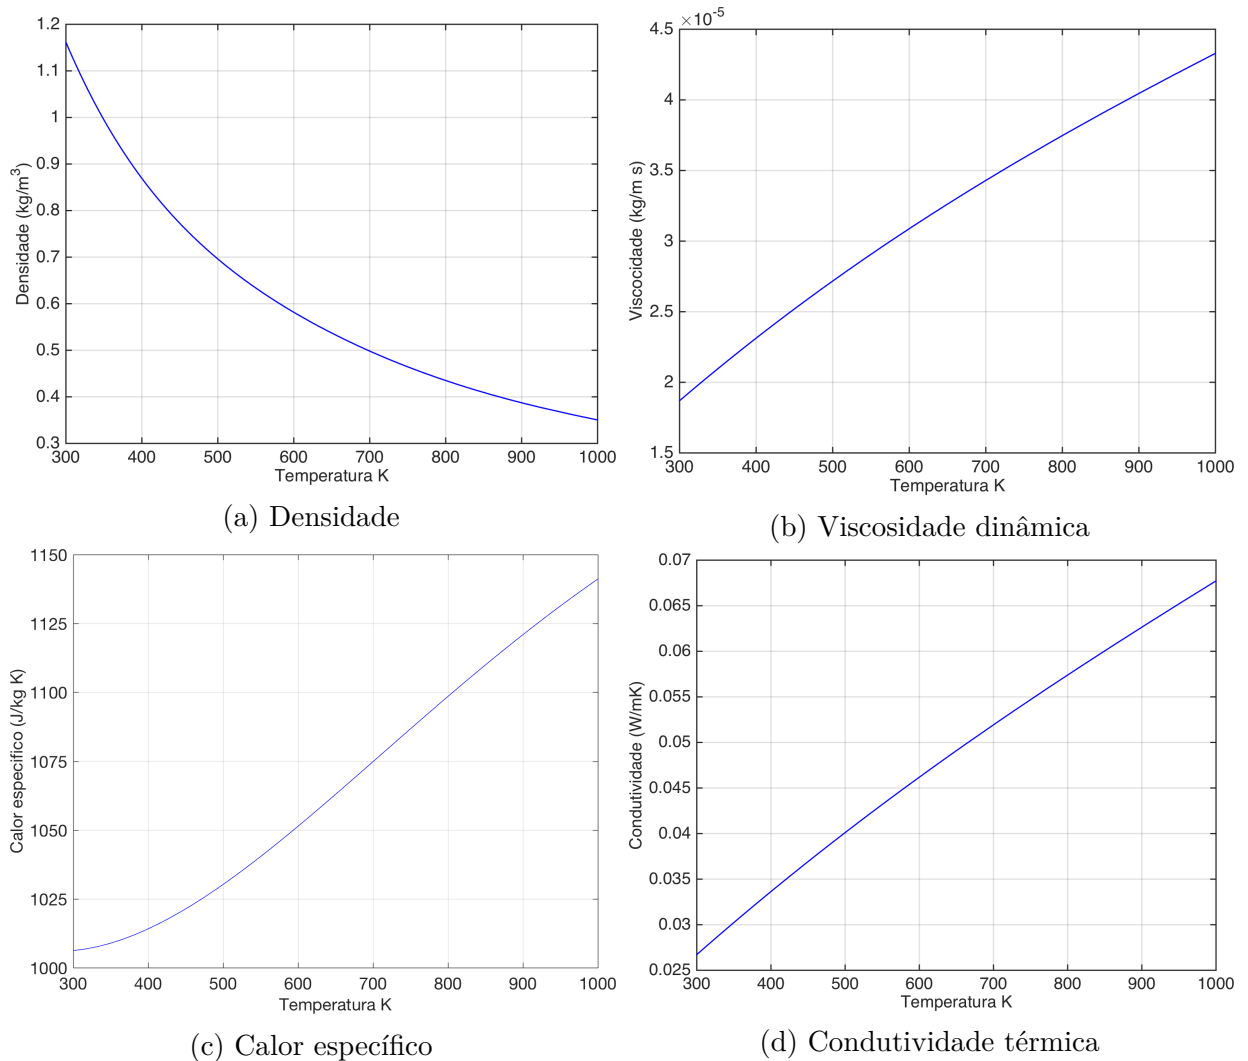 1.2
1.1
1
0.9
0.8
0.7
0.6
0.5
0.4
0.3
Densidade (kg/m³)
300 400 500 600 700 800 900 1000
Temperatura K
(a) Densidade
×10⁻⁵
4.5
4
3.5
3
2.5
2
1.5
Viscocidade (kg/m s)
300 400 500 600 700 800 900 1000
Temperatura K
(b) Viscosidade dinâmica
1150
1125
1100
1075
1050
1025
1000
Calor específico (J/kg K)
300 400 500 600 700 800 900 1000
Temperatura K
(c) Calor específico
0.07
0.065
0.06
0.055
0.05
0.045
0.04
0.035
0.03
0.025
Condutividade (W/mK)
300 400 500 600 700 800 900 1000
Temperatura K
(d) Condutividade térmica